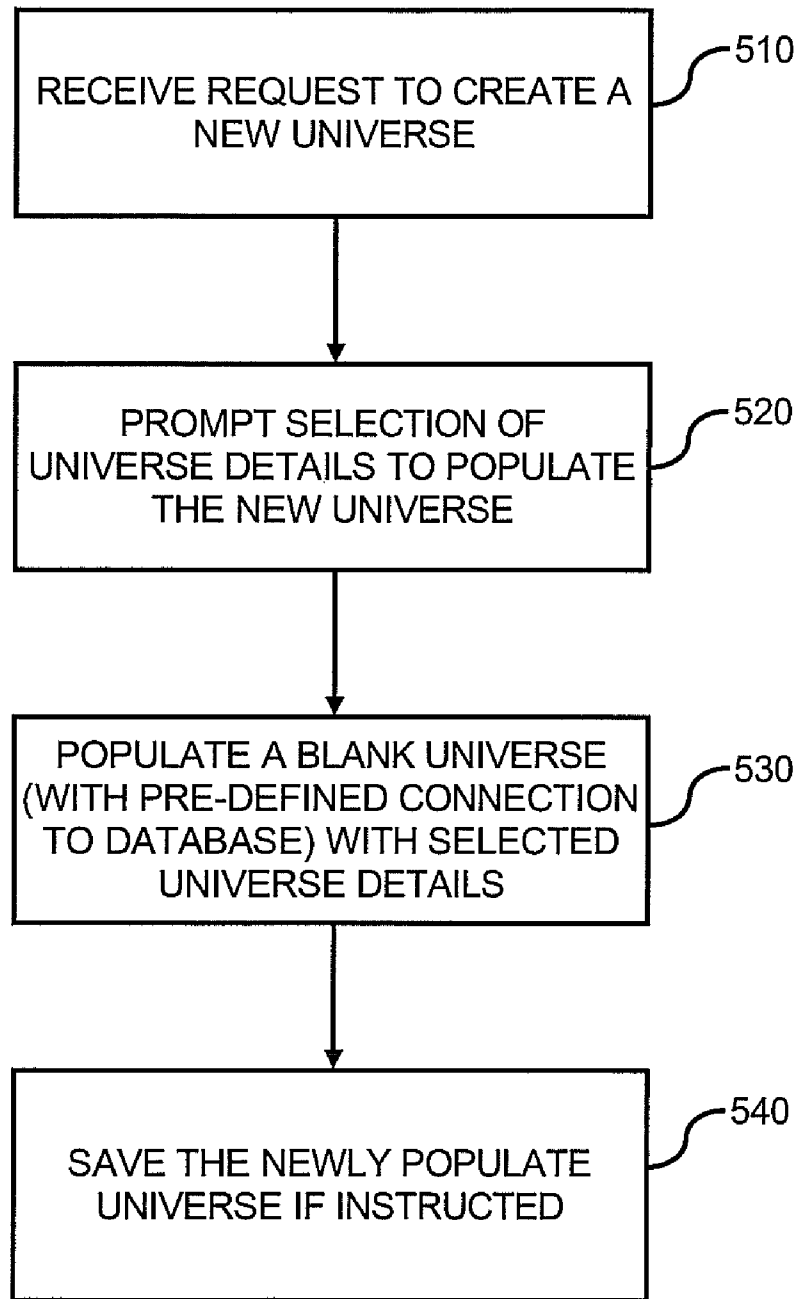 RECEIVE REQUEST TO CREATE A
NEW UNIVERSE
510
PROMPT SELECTION OF
UNIVERSE DETAILS TO POPULATE
THE NEW UNIVERSE
520
POPULATE A BLANK UNIVERSE
(WITH PRE-DEFINED CONNECTION
TO DATABASE) WITH SELECTED
UNIVERSE DETAILS
530
SAVE THE NEWLY POPULATE
UNIVERSE IF INSTRUCTED
540